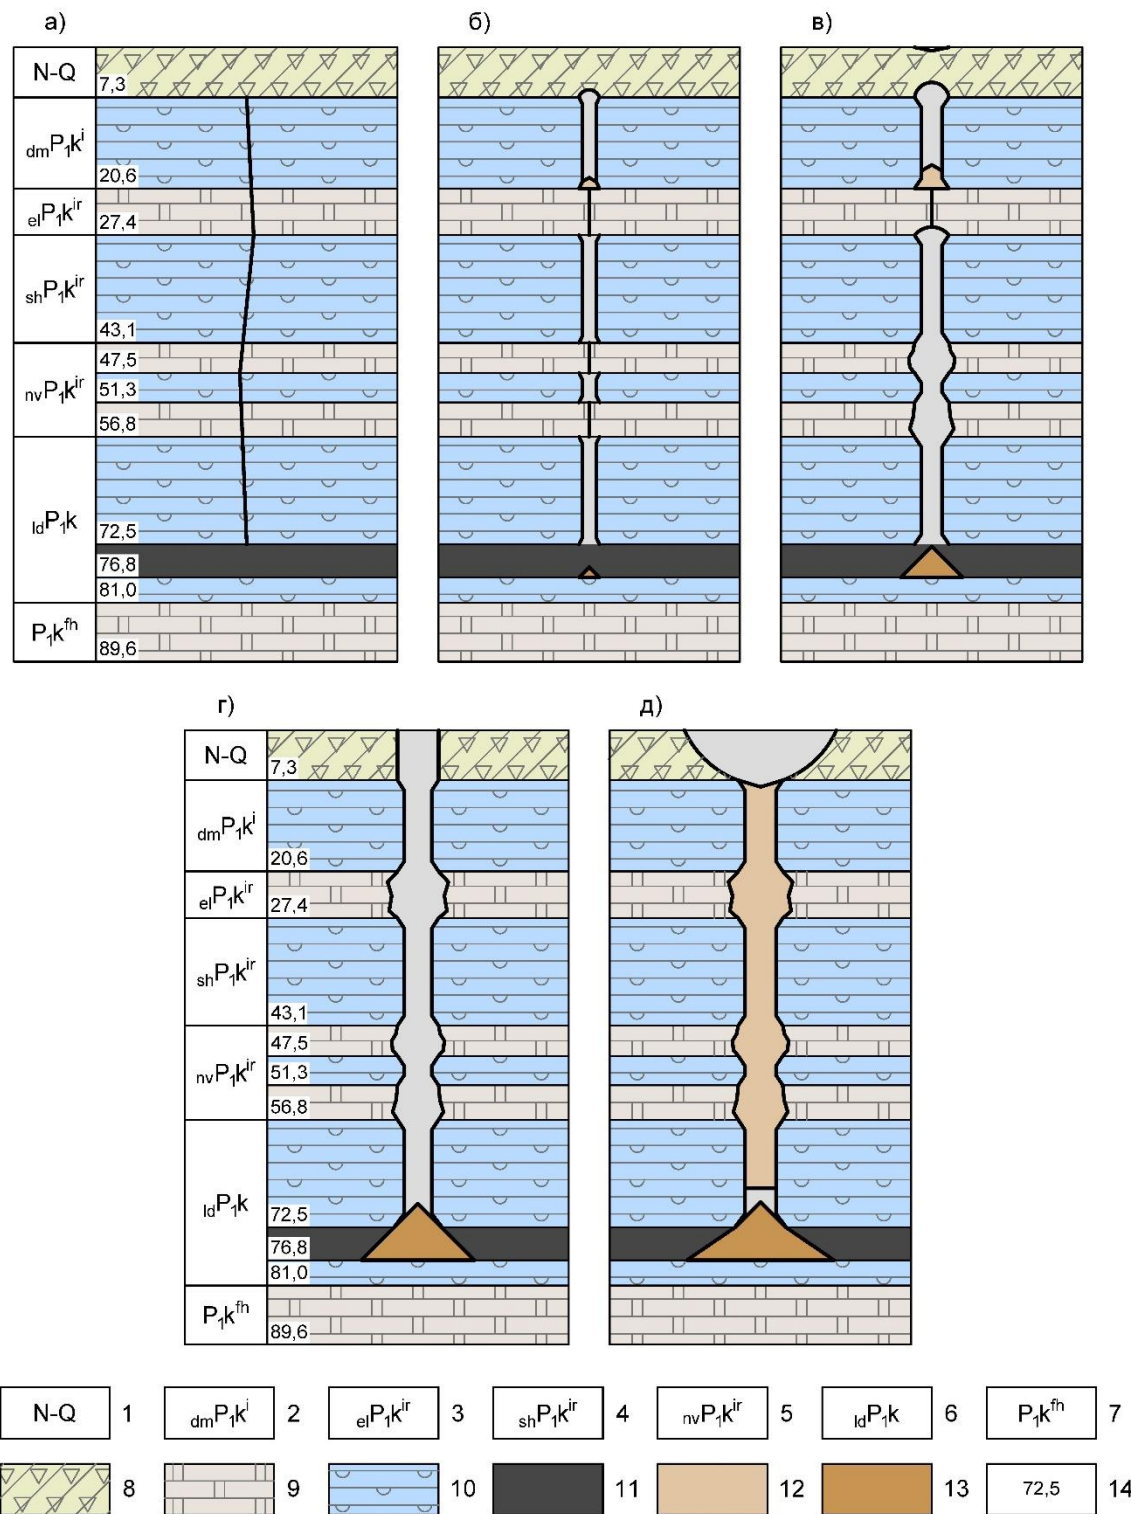 а) б) в)
N-Q
7,3
dmP₁kⁱ
20,6
elP₁kⁱʳ
27,4
shP₁kⁱʳ
43,1
nvP₁kⁱʳ
47,5
51,3
56,8
ldP₁k
72,5
76,8
81,0
P₁kᶠʰ
89,6
г) д)
N-Q
7,3
dmP₁kⁱ
20,6
elP₁kⁱʳ
27,4
shP₁kⁱʳ
43,1
nvP₁kⁱʳ
47,5
51,3
56,8
ldP₁k
72,5
76,8
81,0
P₁kᶠʰ
89,6
N-Q 1 dmP₁kⁱ 2 elP₁kⁱʳ 3 shP₁kⁱʳ 4 nvP₁kⁱʳ 5 ldP₁k 6 P₁kᶠʰ 7
8 9 10 11 12 13 72,5 14